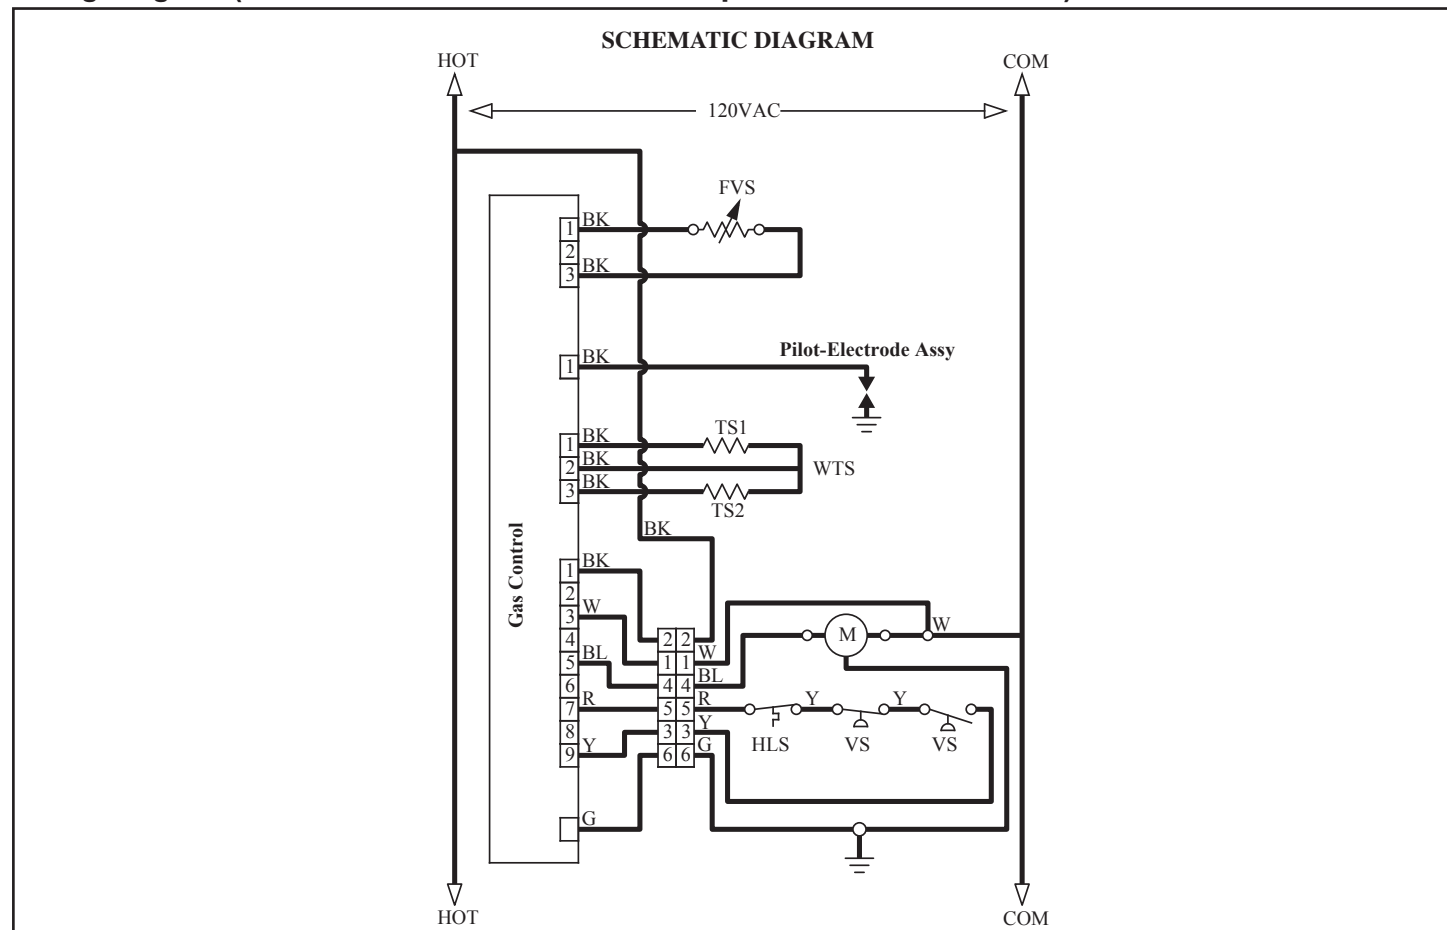 SCHEMATIC DIAGRAM
HOT
COM
120VAC
FVS
BK
1
2
BK
3
Pilot-Electrode Assy
BK
1
TS1
BK
1
BK
2
WTS
BK
3
TS2
BK
Gas Control
BK
1
2
W
3
4
2 2
W
M
W
BL
5
1 1
BL
6
4 4
R
7
5 5
R
Y
Y
8
3 3
Y
HLS
VS
VS
Y
9
6 6
G
G
HOT
COM